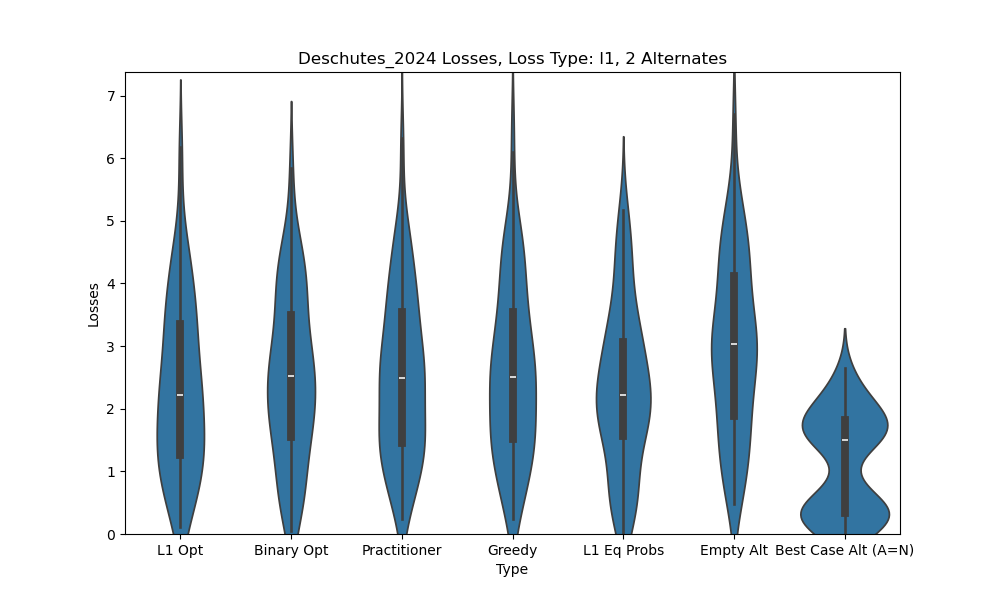 Deschutes_2024 Losses, Loss Type: l1, 2 Alternates
7
6
5
4
3
2
1
0
Losses
L1 Opt
Binary Opt
Practitioner
Greedy
L1 Eq Probs
Empty Alt
Best Case Alt (A=N)
Type